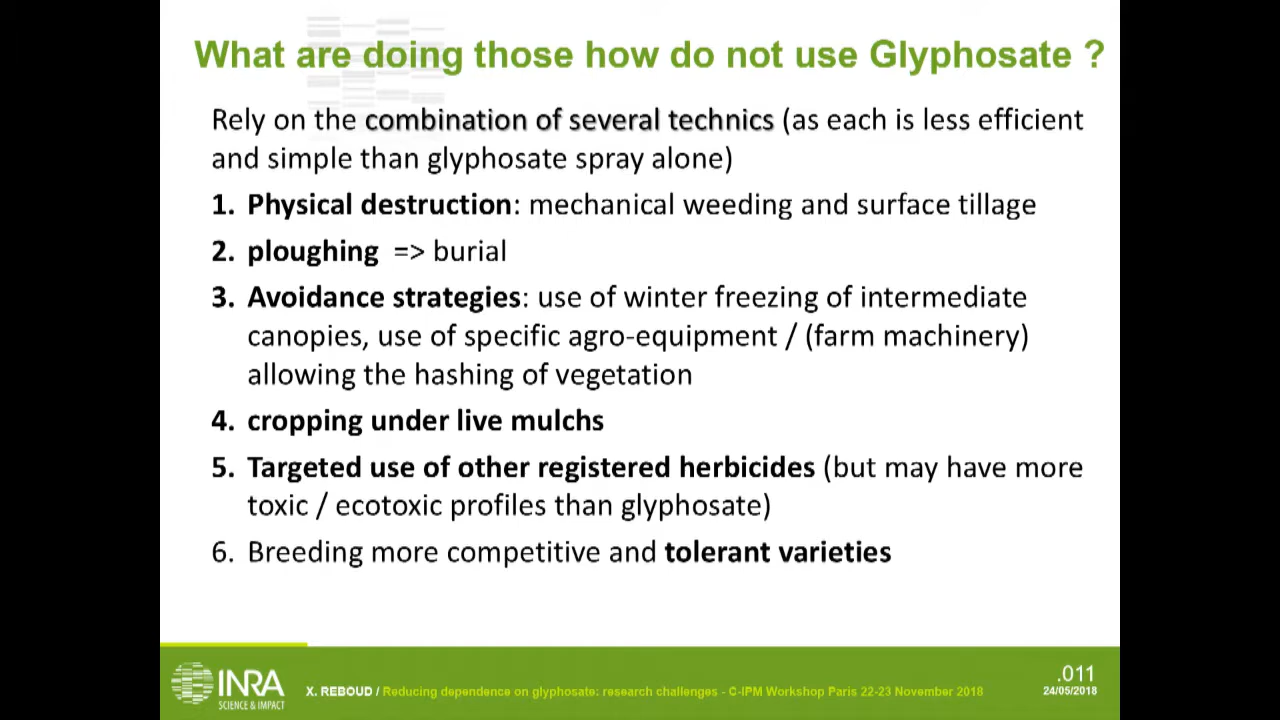 What are doing those how do not use Glyphosate ?
Rely on the combination of several technics (as each is less efficient
and simple than glyphosate spray alone)
1. Physical destruction: mechanical weeding and surface tillage
2. ploughing => burial
3. Avoidance strategies: use of winter freezing of intermediate
canopies, use of specific agro-equipment / (farm machinery)
allowing the hashing of vegetation
4. cropping under live mulchs
5. Targeted use of other registered herbicides (but may have more
toxic / ecotoxic profiles than glyphosate)
6. Breeding more competitive and tolerant varieties
INRA
SCIENCE & IMPACT
X. REBOUD / Reducing dependence on glyphosate: research challenges - C-IPM Workshop Paris 22-23 November 2018
.011
24/05/2018